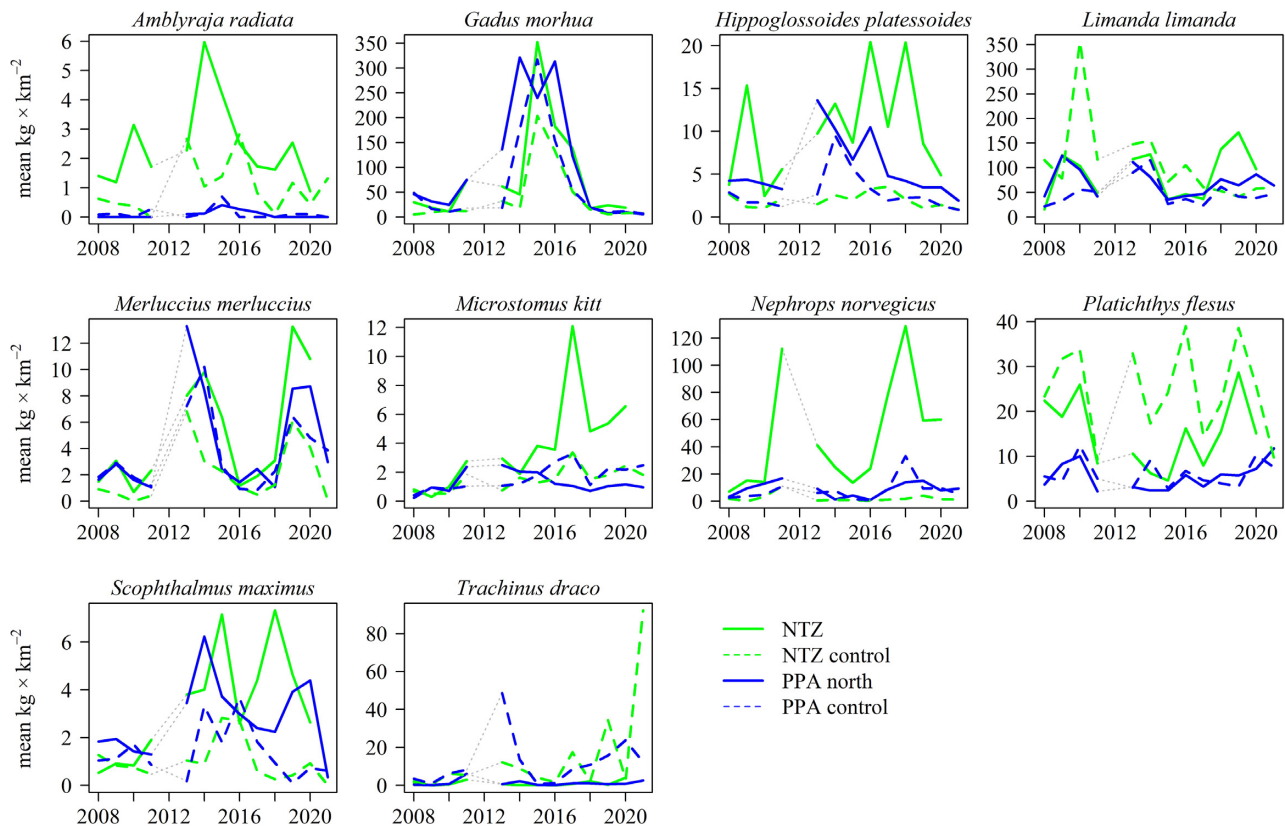 Amblyraja radiata
Gadus morhua
Hippoglossoides platessoides
Limanda limanda
mean kg × km⁻²
6
5
4
3
2
1
0
2008 2012 2016 2020
350
300
250
200
150
100
50
0
2008 2012 2016 2020
20
15
10
5
0
2008 2012 2016 2020
350
300
250
200
150
100
50
0
2008 2012 2016 2020
Merluccius merluccius
Microstomus kitt
Nephrops norvegicus
Platichthys flesus
mean kg × km⁻²
12
10
8
6
4
2
0
2008 2012 2016 2020
12
10
8
6
4
2
0
2008 2012 2016 2020
120
100
80
60
40
20
0
2008 2012 2016 2020
40
30
20
10
0
2008 2012 2016 2020
Scophthalmus maximus
Trachinus draco
mean kg × km⁻²
6
4
2
0
2008 2012 2016 2020
80
60
40
20
0
2008 2012 2016 2020
NTZ
NTZ control
PPA north
PPA control